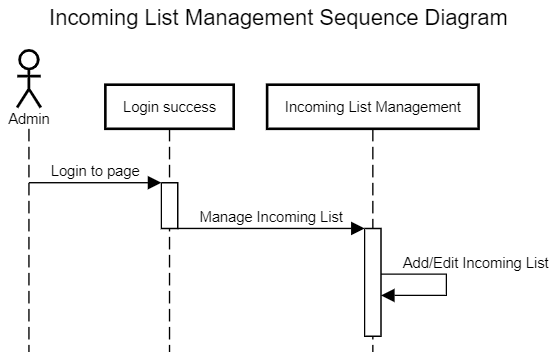 Incoming List Management Sequence Diagram
Admin
Login success
Incoming List Management
Login to page
Manage Incoming List
Add/Edit Incoming List